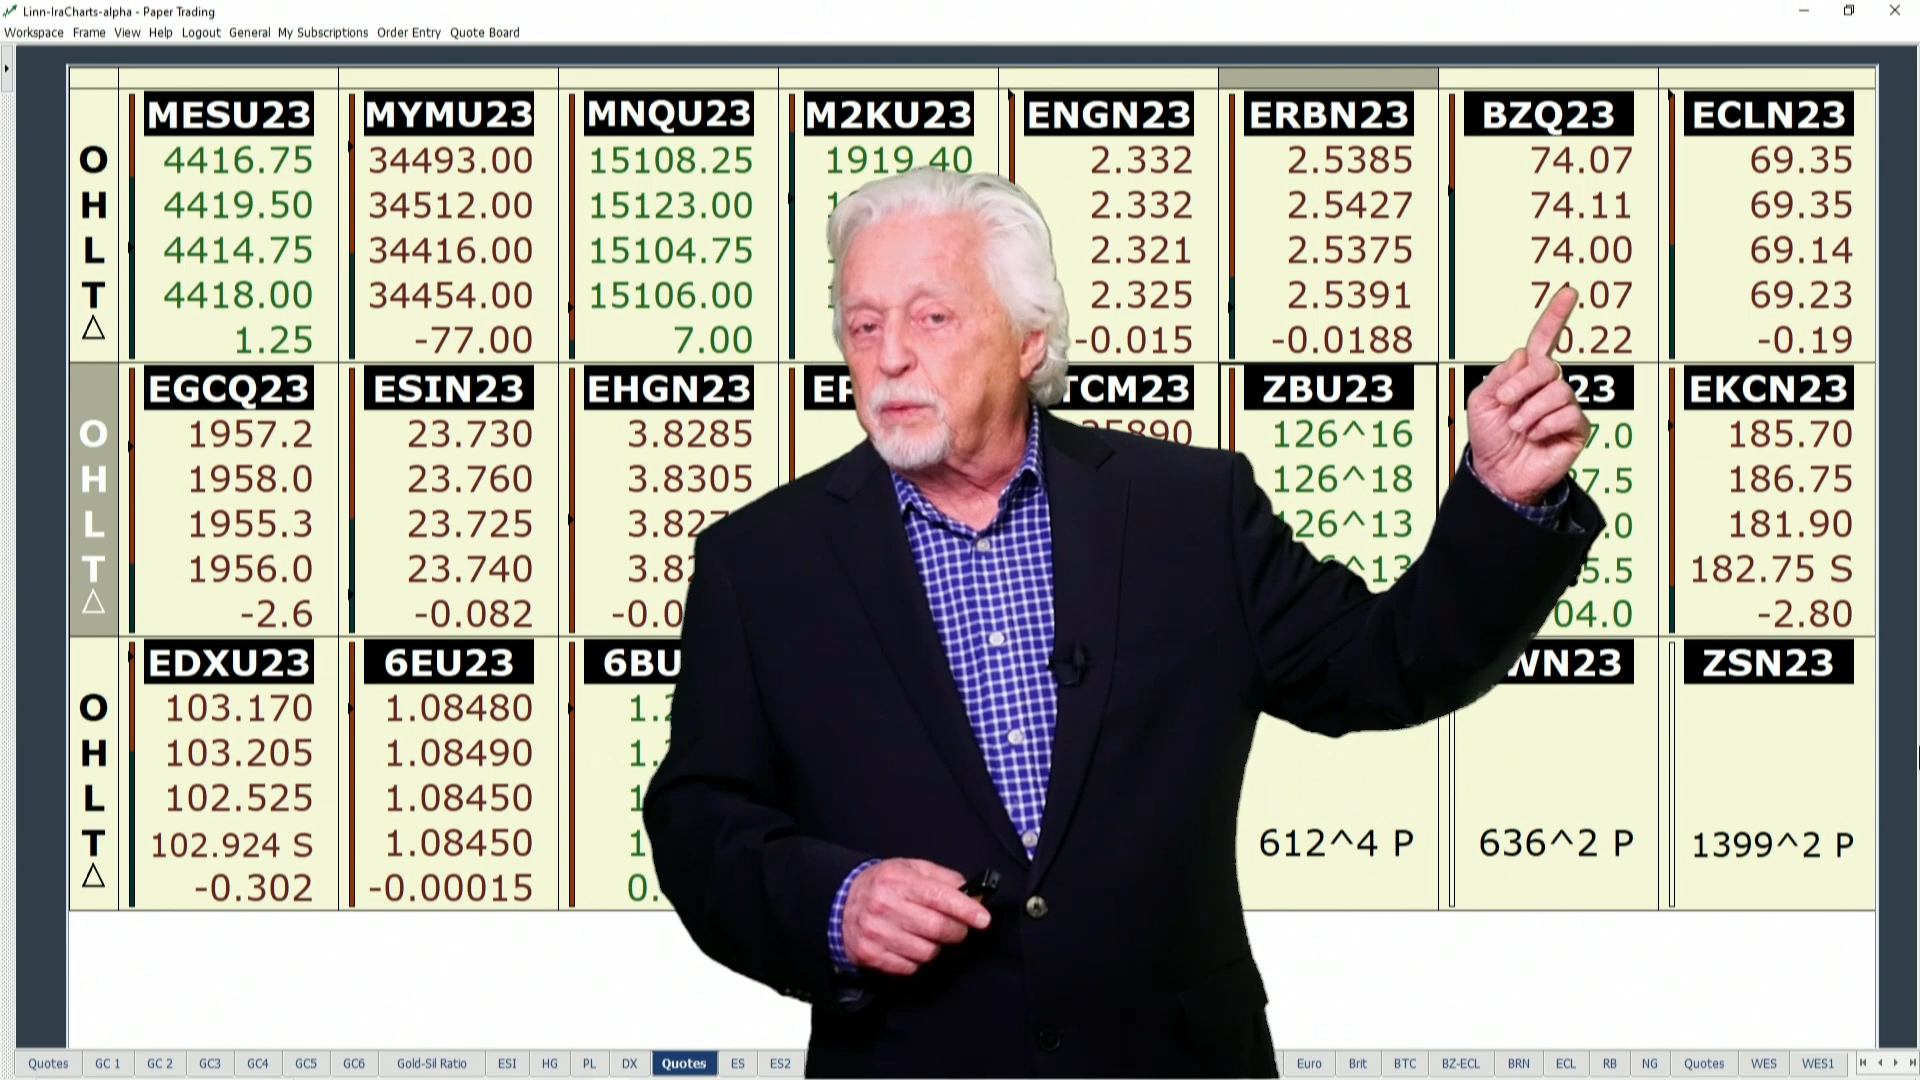 Linn-IraCharts-alpha - Paper Trading
Workspace Frame View Help Logout General My Subscriptions Order Entry Quote Board
MESU23 MYMU23 MNQU23 M2KU23 ENGN23 ERBN23 BZQ23 ECLN23
O 4416.75 34493.00 15108.25 1919.40 2.332 2.5385 74.07 69.35
H 4419.50 34512.00 15123.00 2.332 2.5427 74.11 69.35
L 4414.75 34416.00 15104.75 2.321 2.5375 74.00 69.14
T 4418.00 34454.00 15106.00 2.325 2.5391 69.23
△ 1.25 -77.00 7.00 -0.015 -0.0188 -0.19
EGCQ23 ESIN23 EHGN23 ZBU23 EKCN23
O 1957.2 23.730 3.8285 126^16 185.70
H 1958.0 23.760 3.8305 126^18 186.75
L 1955.3 23.725 181.90
T 1956.0 23.740 182.75 S
△ -2.6 -0.082 -2.80
EDXU23 6EU23 ZSN23
O 103.170 1.08480
H 103.205 1.08490
L 102.525 1.08450
T 102.924 S 1.08450 612^4 P 636^2 P 1399^2 P
△ -0.302 -0.00015
Quotes GC 1 GC 2 GC3 GC4 GC5 GC6 Gold-Sil Ratio ESI HG PL DX Quotes ES ES2 Euro Brit BTC BZ-ECL BRN ECL RB NG Quotes WES WES1